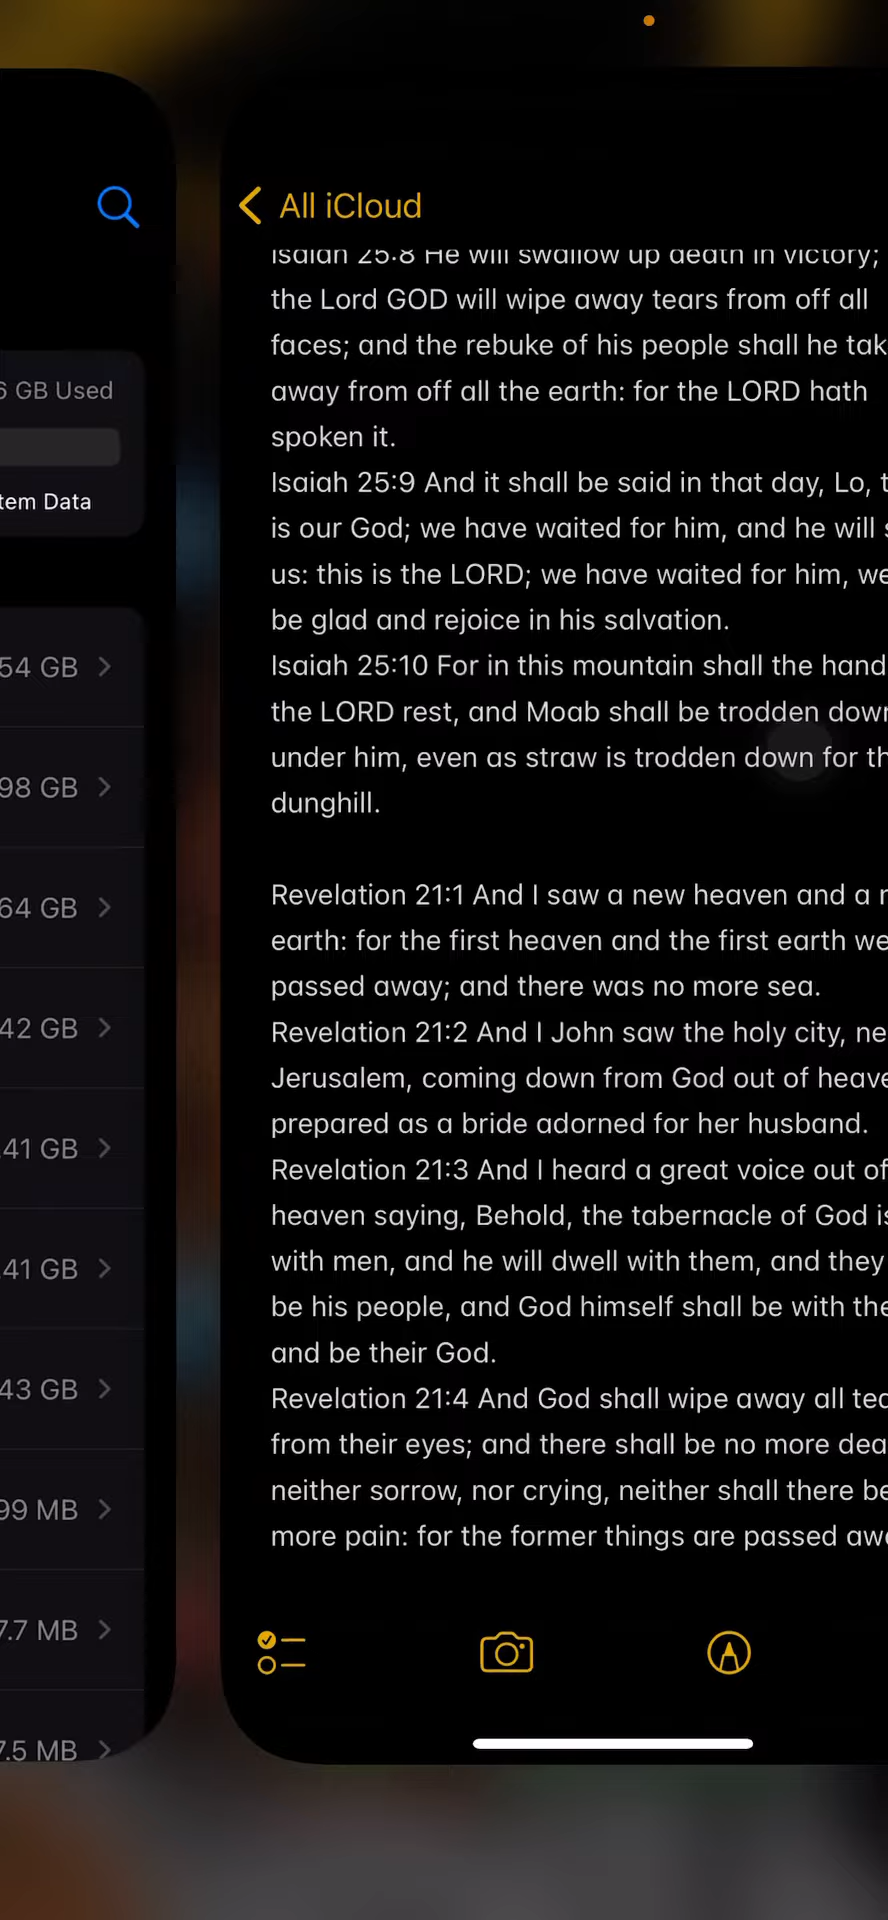 All iCloud
Isaiah 25:8 He will swallow up death in victory;
the Lord GOD will wipe away tears from off all
faces; and the rebuke of his people shall he tak
away from off all the earth: for the LORD hath
spoken it.
Isaiah 25:9 And it shall be said in that day, Lo, t
is our God; we have waited for him, and he will s
us: this is the LORD; we have waited for him, we
be glad and rejoice in his salvation.
Isaiah 25:10 For in this mountain shall the hand
the LORD rest, and Moab shall be trodden down
under him, even as straw is trodden down for th
dunghill.
Revelation 21:1 And I saw a new heaven and a n
earth: for the first heaven and the first earth we
passed away; and there was no more sea.
Revelation 21:2 And I John saw the holy city, ne
Jerusalem, coming down from God out of heave
prepared as a bride adorned for her husband.
Revelation 21:3 And I heard a great voice out of
heaven saying, Behold, the tabernacle of God is
with men, and he will dwell with them, and they
be his people, and God himself shall be with the
and be their God.
Revelation 21:4 And God shall wipe away all tea
from their eyes; and there shall be no more dea
neither sorrow, nor crying, neither shall there be
more pain: for the former things are passed awa
6 GB Used
tem Data
54 GB
98 GB
64 GB
42 GB
.41 GB
.41 GB
43 GB
99 MB
7.7 MB
7.5 MB